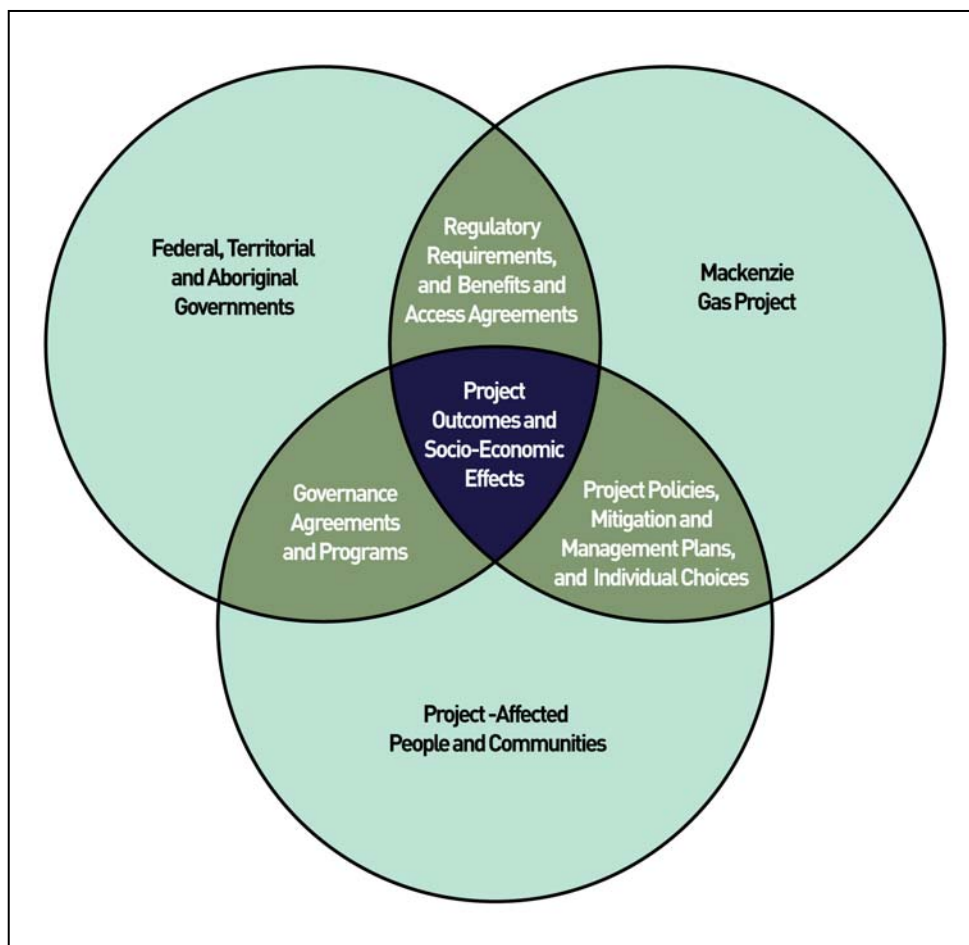 Federal, Territorial
and Aboriginal
Governments
Regulatory
Requirements,
and Benefits and
Access Agreements
Mackenzie
Gas Project
Project
Outcomes and
Socio-Economic
Effects
Governance
Agreements
and Programs
Project Policies,
Mitigation and
Management Plans,
and Individual Choices
Project -Affected
People and Communities